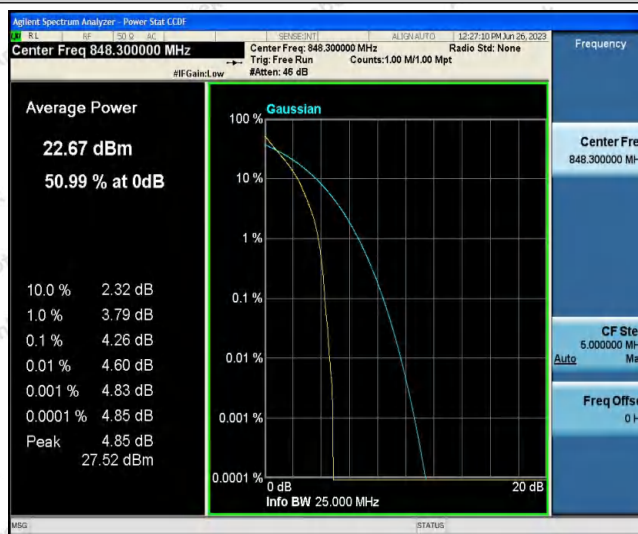 Agilent Spectrum Analyzer - Power Stat CCDF
RL RF 50 Ω AC SENSE:INT ALIGN AUTO 12:27:10 PM Jun 26, 2023
Center Freq 848.300000 MHz
Center Freq: 848.300000 MHz Radio Std: None
Trig: Free Run Counts:1.00 M/1.00 Mpt
#IFGain:Low #Atten: 46 dB
Frequency
Average Power
22.67 dBm
50.99 % at 0dB
10.0 % 2.32 dB
1.0 % 3.79 dB
0.1 % 4.26 dB
0.01 % 4.60 dB
0.001 % 4.83 dB
0.0001 % 4.85 dB
Peak 4.85 dB
27.52 dBm
Gaussian
100 %
10 %
1 %
0.1 %
0.01 %
0.001 %
0.0001 %
0 dB 20 dB
Info BW 25.000 MHz
Center Fre
848.300000 MH
CF Ste
5.000000 MH
Auto Ma
Freq Offse
0 H
MSG STATUS